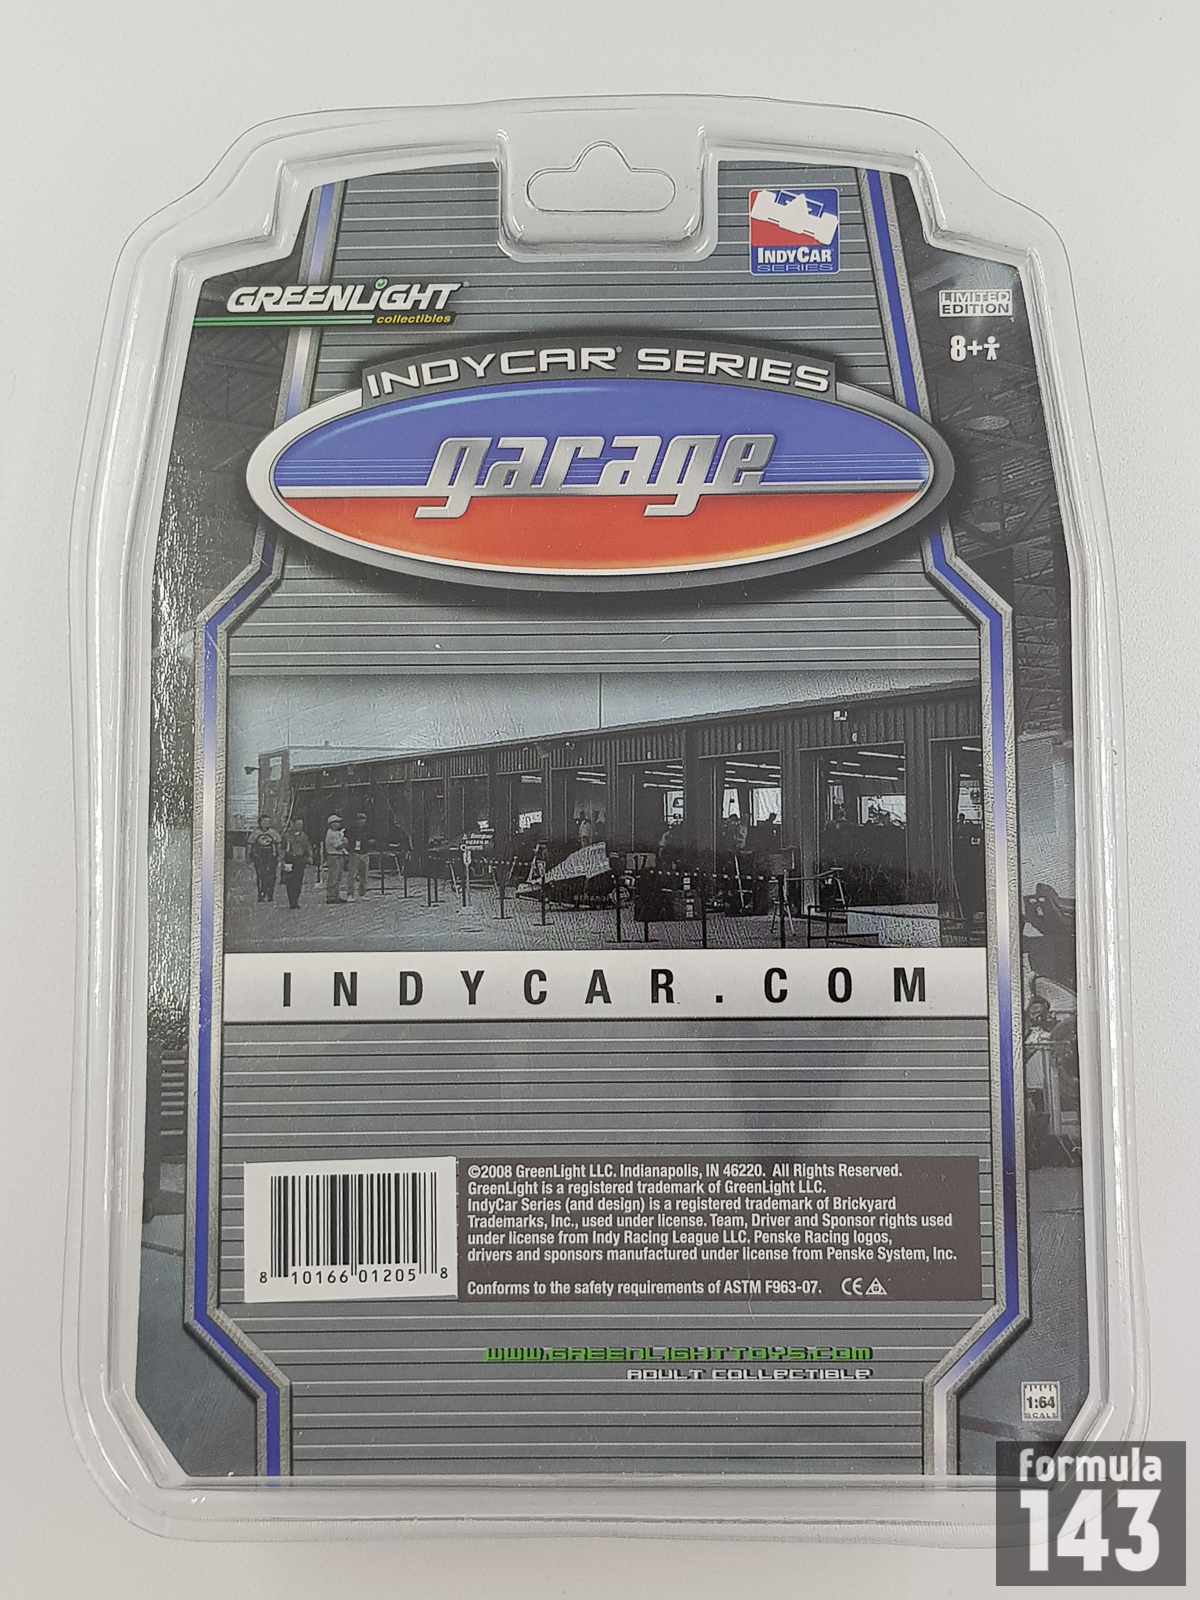 INDYCAR
SERIES
GREENLIGHT
collectibles
LIMITED
EDITION
8+
INDYCAR® SERIES
garage
17
INDYCAR.COM
©2008 GreenLight LLC. Indianapolis, IN 46220. All Rights Reserved.
GreenLight is a registered trademark of GreenLight LLC.
IndyCar Series (and design) is a registered trademark of Brickyard
Trademarks, Inc., used under license. Team, Driver and Sponsor rights used
under license from Indy Racing League LLC. Penske Racing logos,
drivers and sponsors manufactured under license from Penske System, Inc.
Conforms to the safety requirements of ASTM F963-07. CE
8 10166 01205 8
WWW.GREENLIGHTTOYS.COM
ADULT COLLECTIBLE
1:64
SCALE
formula
143